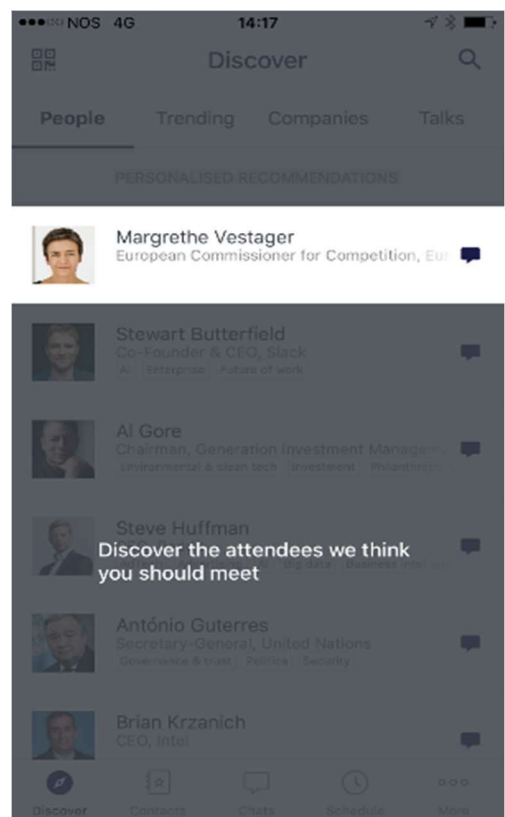 NOS 4G 14:17
Discover
People Trending Companies Talks
PERSONALISED RECOMMENDATIONS
Margrethe Vestager
European Commissioner for Competition, Eur
Stewart Butterfield
Co-Founder & CEO, Slack
AI Enterprise Future of work
Al Gore
Chairman, Generation Investment Manageme
Environmental & clean tech Investment
Steve Huffman
AI Big data Business
Discover the attendees we think
you should meet
António Guterres
Secretary-General, United Nations
Governance & trust Politics Security
Brian Krzanich
CEO, Intel
Discover Contacts Chats Schedule More